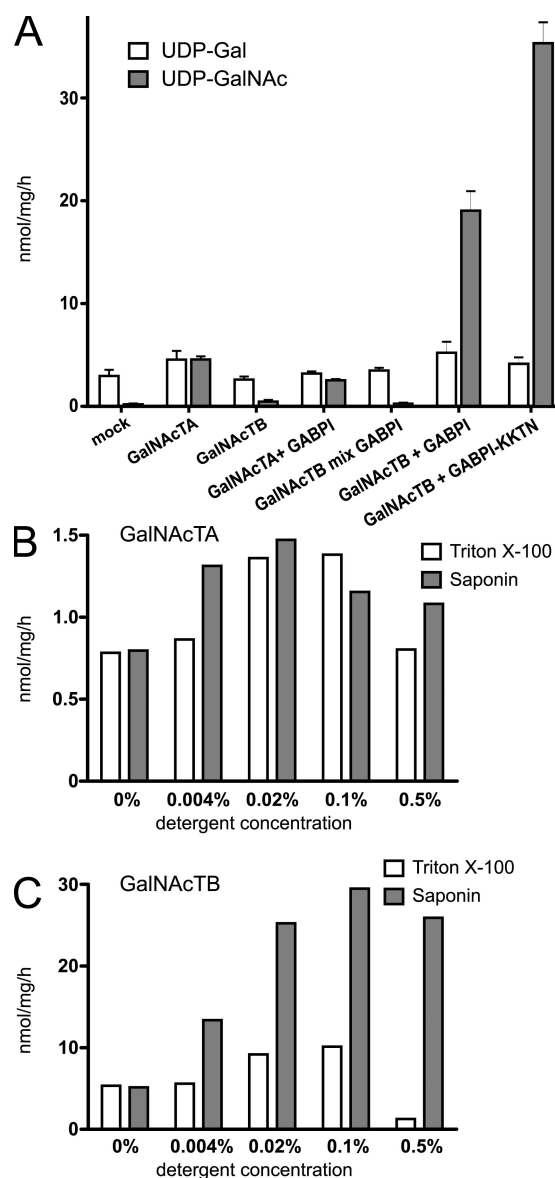 A
UDP-Gal
UDP-GalNAc
nmol/mg/h
30
20
10
0
mock
GalNAcTA
GalNAcTB
GalNAcTA+ GABPI
GalNAcTB mix GABPI
GalNAcTB + GABPI
GalNAcTB + GABPI-KKTN
B
GalNAcTA
Triton X-100
Saponin
nmol/mg/h
1.5
1.0
0.5
0
0% 0.004% 0.02% 0.1% 0.5%
detergent concentration
C
GalNAcTB
Triton X-100
Saponin
nmol/mg/h
30
20
10
0
0% 0.004% 0.02% 0.1% 0.5%
detergent concentration